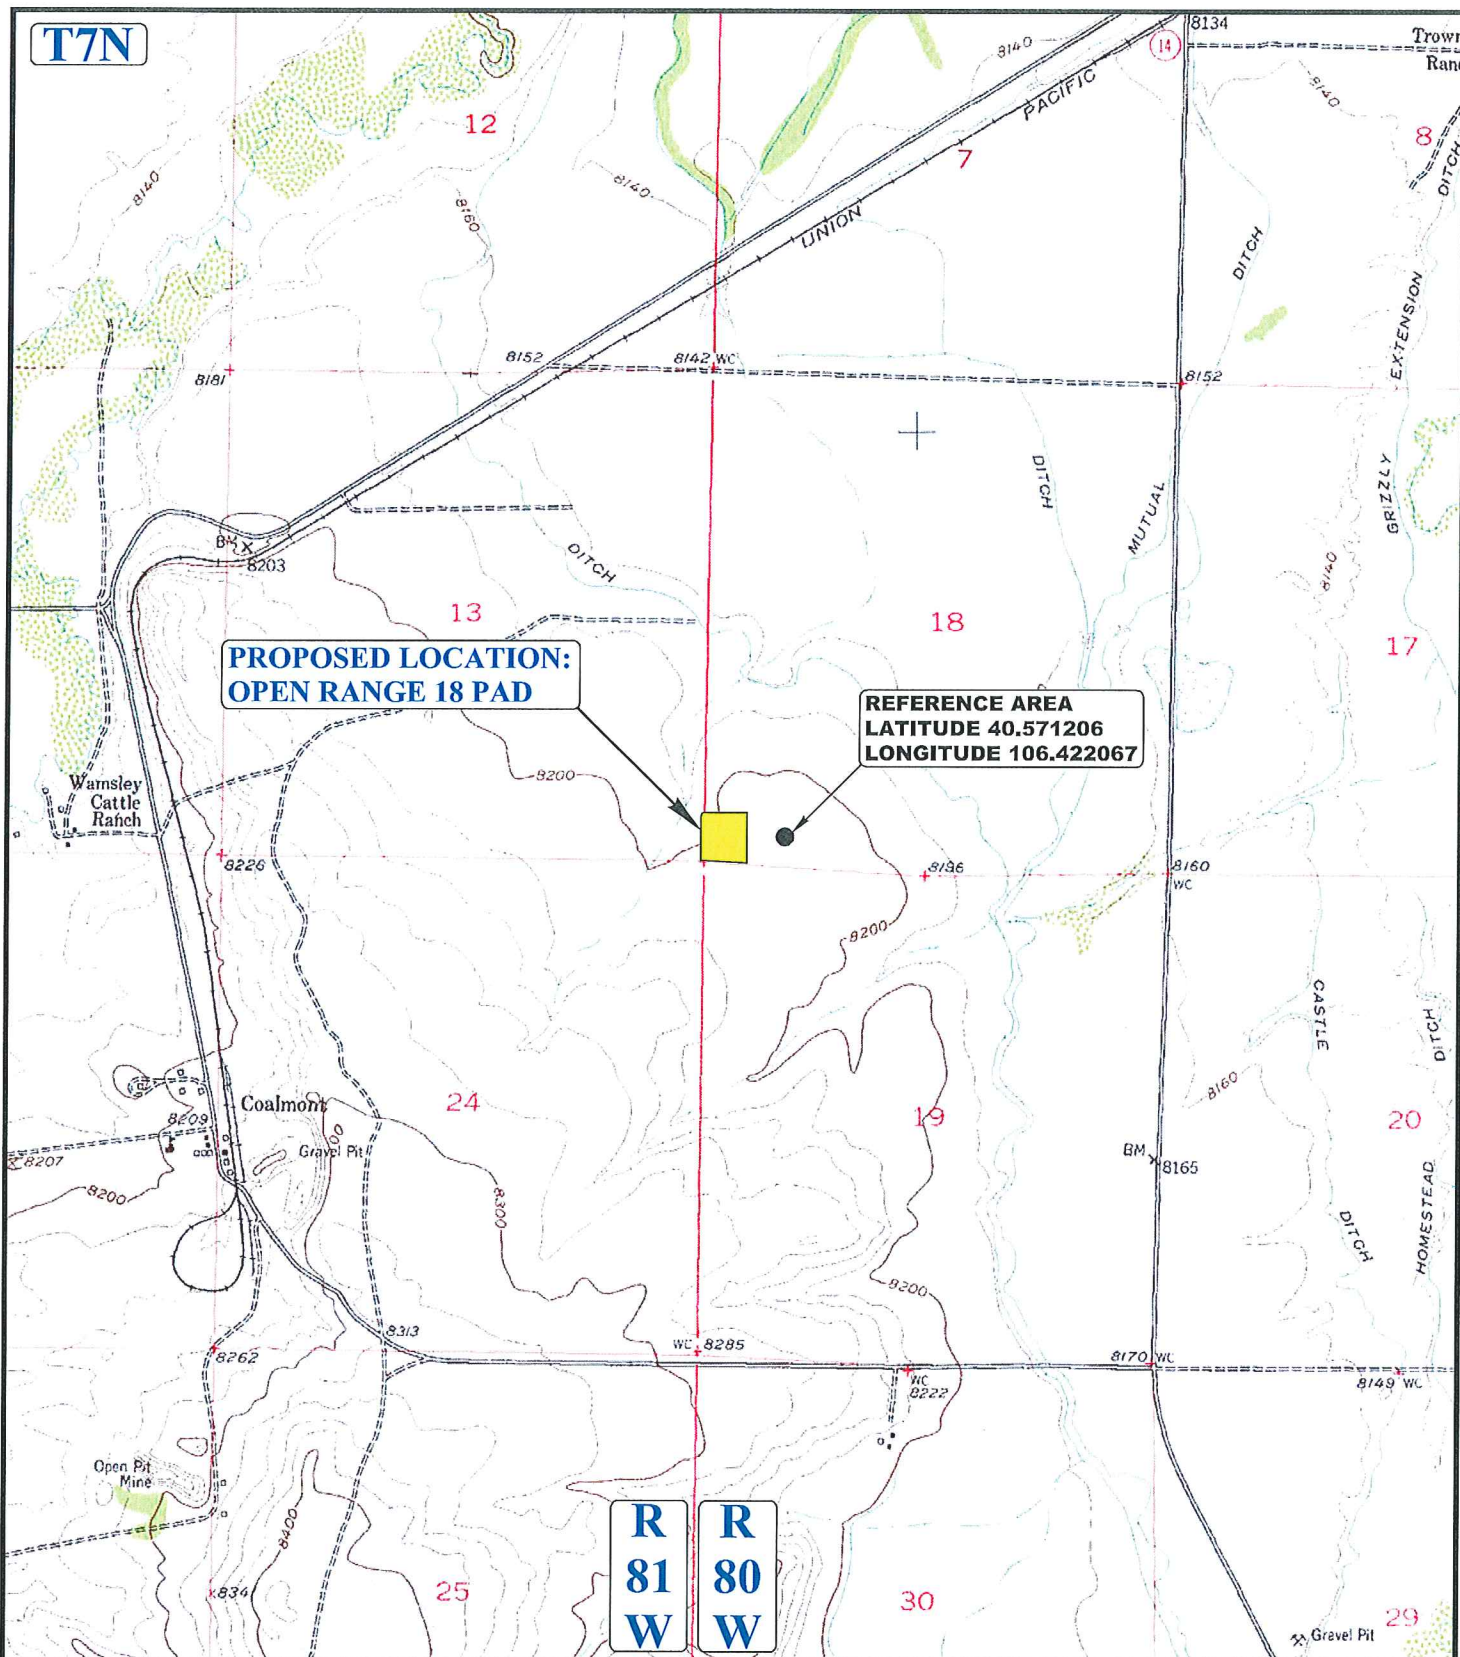 T7N
8134
14
Trown
8140
PACIFIC
8140
12
7
8
DITCH
8140
8140
8160
UNION
DITCH
EXTENSION
8152
8142 WC
8181
8152
DITCH
MUTUAL
GRIZZLY
BM
8203
DITCH
8140
13
18
17
PROPOSED LOCATION:
OPEN RANGE 18 PAD
REFERENCE AREA
LATITUDE 40.571206
LONGITUDE 106.422067
8200
Wamsley
Cattle
Ranch
8226
8196
8160
WC
8200
CASTLE
DITCH
8160
24
19
20
Coalmont
8209
Gravel Pit
8207
8200
BM
8165
8300
DITCH
HOMESTEAD
8200
8313
8262
WC 8285
8170 WC
WC
8222
8149 WC
Open Pit
Mine
8400
834
25
30
29
R
81
W
R
80
W
Gravel Pit